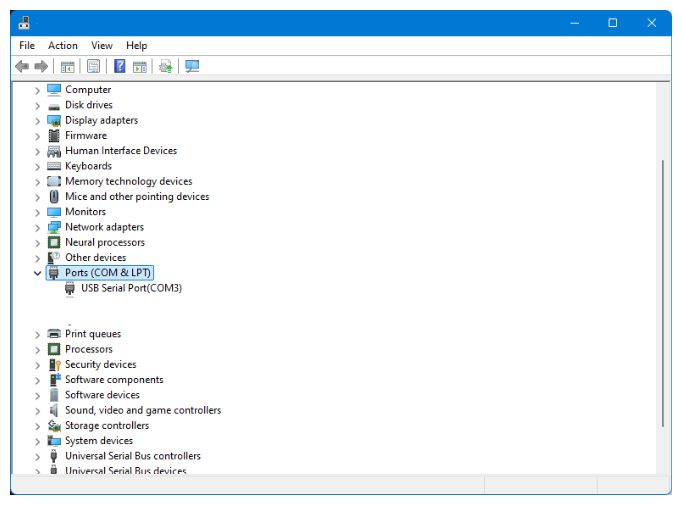 File Action View Help
Computer
Disk drives
Display adapters
Firmware
Human Interface Devices
Keyboards
Memory technology devices
Mice and other pointing devices
Monitors
Network adapters
Neural processors
Other devices
Ports (COM & LPT)
USB Serial Port(COM3)
Print queues
Processors
Security devices
Software components
Software devices
Sound, video and game controllers
Storage controllers
System devices
Universal Serial Bus controllers
Universal Serial Bus devices